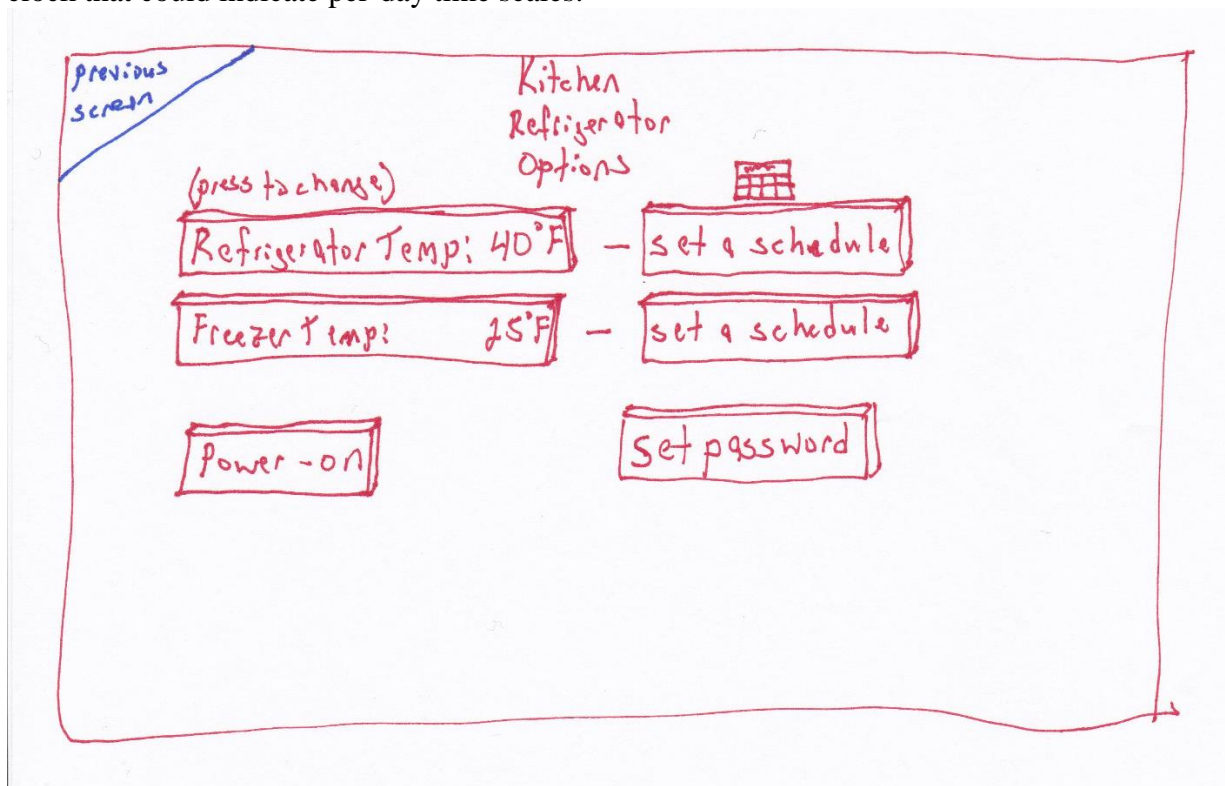 clock that could indicate per-day time scales.
previous
screen
Kitchen
Refrigerator
Options
(press to change)
Refrigerator Temp: 40°F - set a schedule
Freezer Temp: 25°F - set a schedule
Power-on
set password